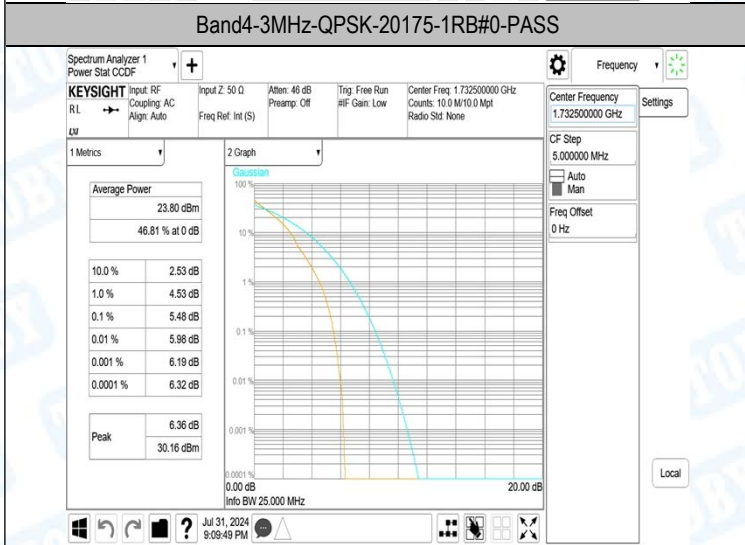 Band4-3MHz-QPSK-20175-1RB#0-PASS
Spectrum Analyzer 1
Power Stat CCDF
Frequency
KEYSIGHT
RL
Input: RF
Coupling: AC
Align: Auto
Input Z: 50 Ω
Freq Ref: Int (S)
Atten: 46 dB
Preamp: Off
Trig: Free Run
#IF Gain: Low
Center Freq: 1.732500000 GHz
Counts: 10.0 M/10.0 Mpt
Radio Std: None
Center Frequency
1.732500000 GHz
Settings
CF Step
5.000000 MHz
Auto
Man
Freq Offset
0 Hz
1 Metrics
Average Power
23.80 dBm
46.81 % at 0 dB
10.0 % 2.53 dB
1.0 % 4.53 dB
0.1 % 5.48 dB
0.01 % 5.98 dB
0.001 % 6.19 dB
0.0001 % 6.32 dB
Peak 6.36 dB
30.16 dBm
2 Graph
Gaussian
100 %
10 %
1 %
0.1 %
0.01 %
0.001 %
0.0001 %
0.00 dB 20.00 dB
Info BW 25.000 MHz
Local
?
Jul 31, 2024
9:09:49 PM